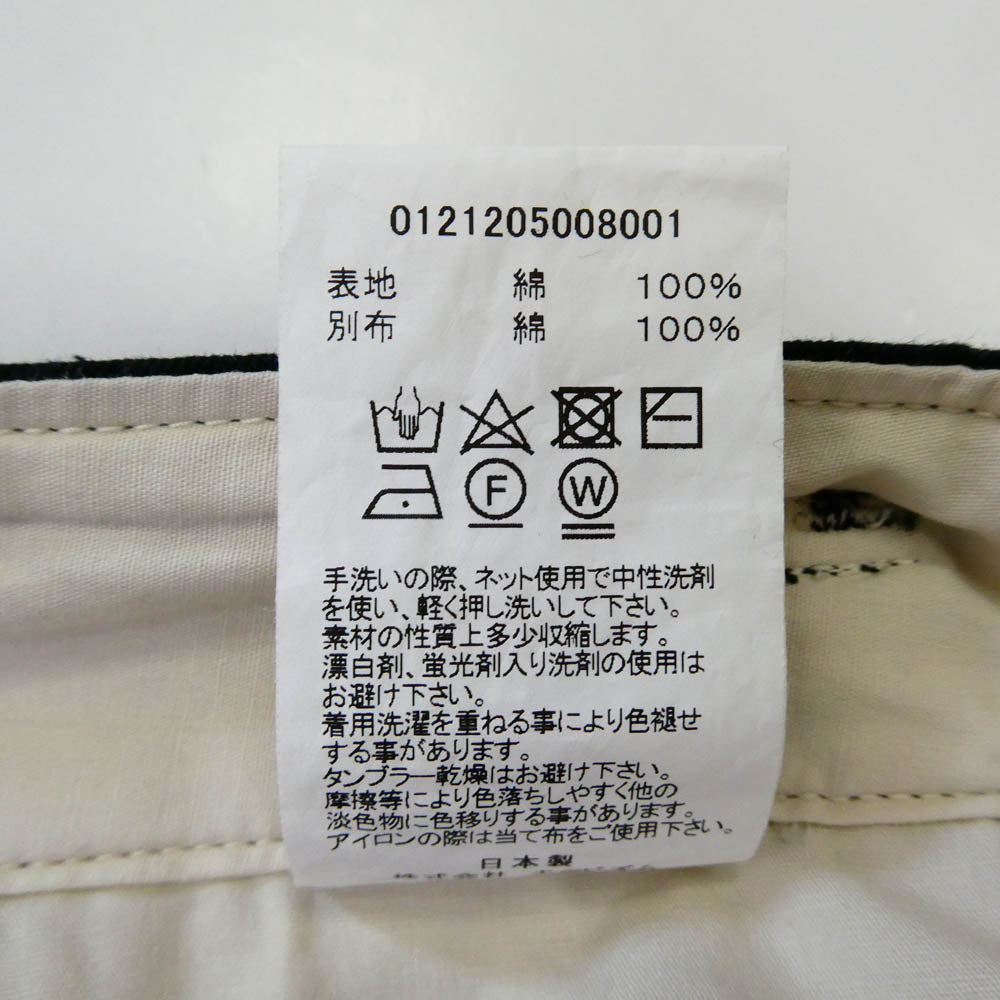 0121205008001
表地 綿 100%
別布 綿 100%
F W
手洗いの際、ネット使用で中性洗剤
を使い、軽く押し洗いして下さい。
素材の性質上多少収縮します。
漂白剤、蛍光剤入り洗剤の使用は
お避け下さい。
着用洗濯を重ねる事により色褪せ
する事があります。
タンブラー乾燥はお避け下さい。
摩擦等により色落ちしやすく他の
淡色物に色移りする事があります。
アイロンの際は当て布をご使用下さい。
日本製
株式会社